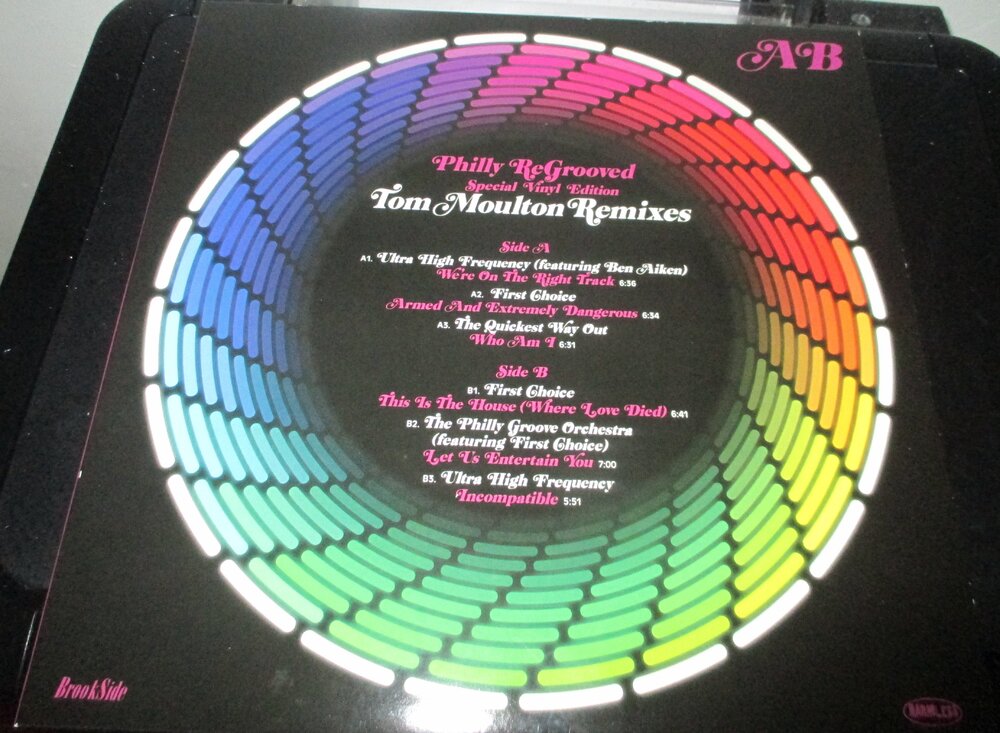 AB
Philly ReGrooved
Special Vinyl Edition
Tom Moulton Remixes
Side A
A1. Ultra High Frequency (featuring Ben Aiken)
We're On The Right Track 6:36
A2. First Choice
Armed And Extremely Dangerous 6:34
A3. The Quickest Way Out
Who Am I 6:31
Side B
B1. First Choice
This Is The House (Where Love Died) 6:41
B2. The Philly Groove Orchestra
(featuring First Choice)
Let Us Entertain You 7:00
B3. Ultra High Frequency
Incompatible 5:51
BrookSide
HARMLESS